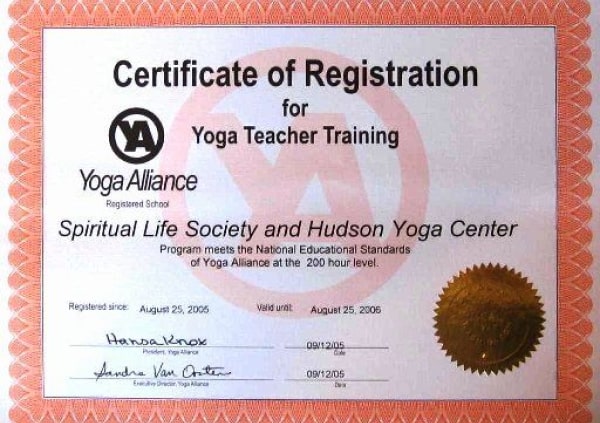 Certificate of Registration
for
Yoga Teacher Training
YA
Yoga Alliance
Registered School
Spiritual Life Society and Hudson Yoga Center
Program meets the National Educational Standards
of Yoga Alliance at the 200 hour level.
Registered since: August 25, 2005 Valid until: August 25, 2006
Hansa Knox 09/12/05
President, Yoga Alliance Date
Sandra Van Oosten 09/12/05
Executive Director, Yoga Alliance Date